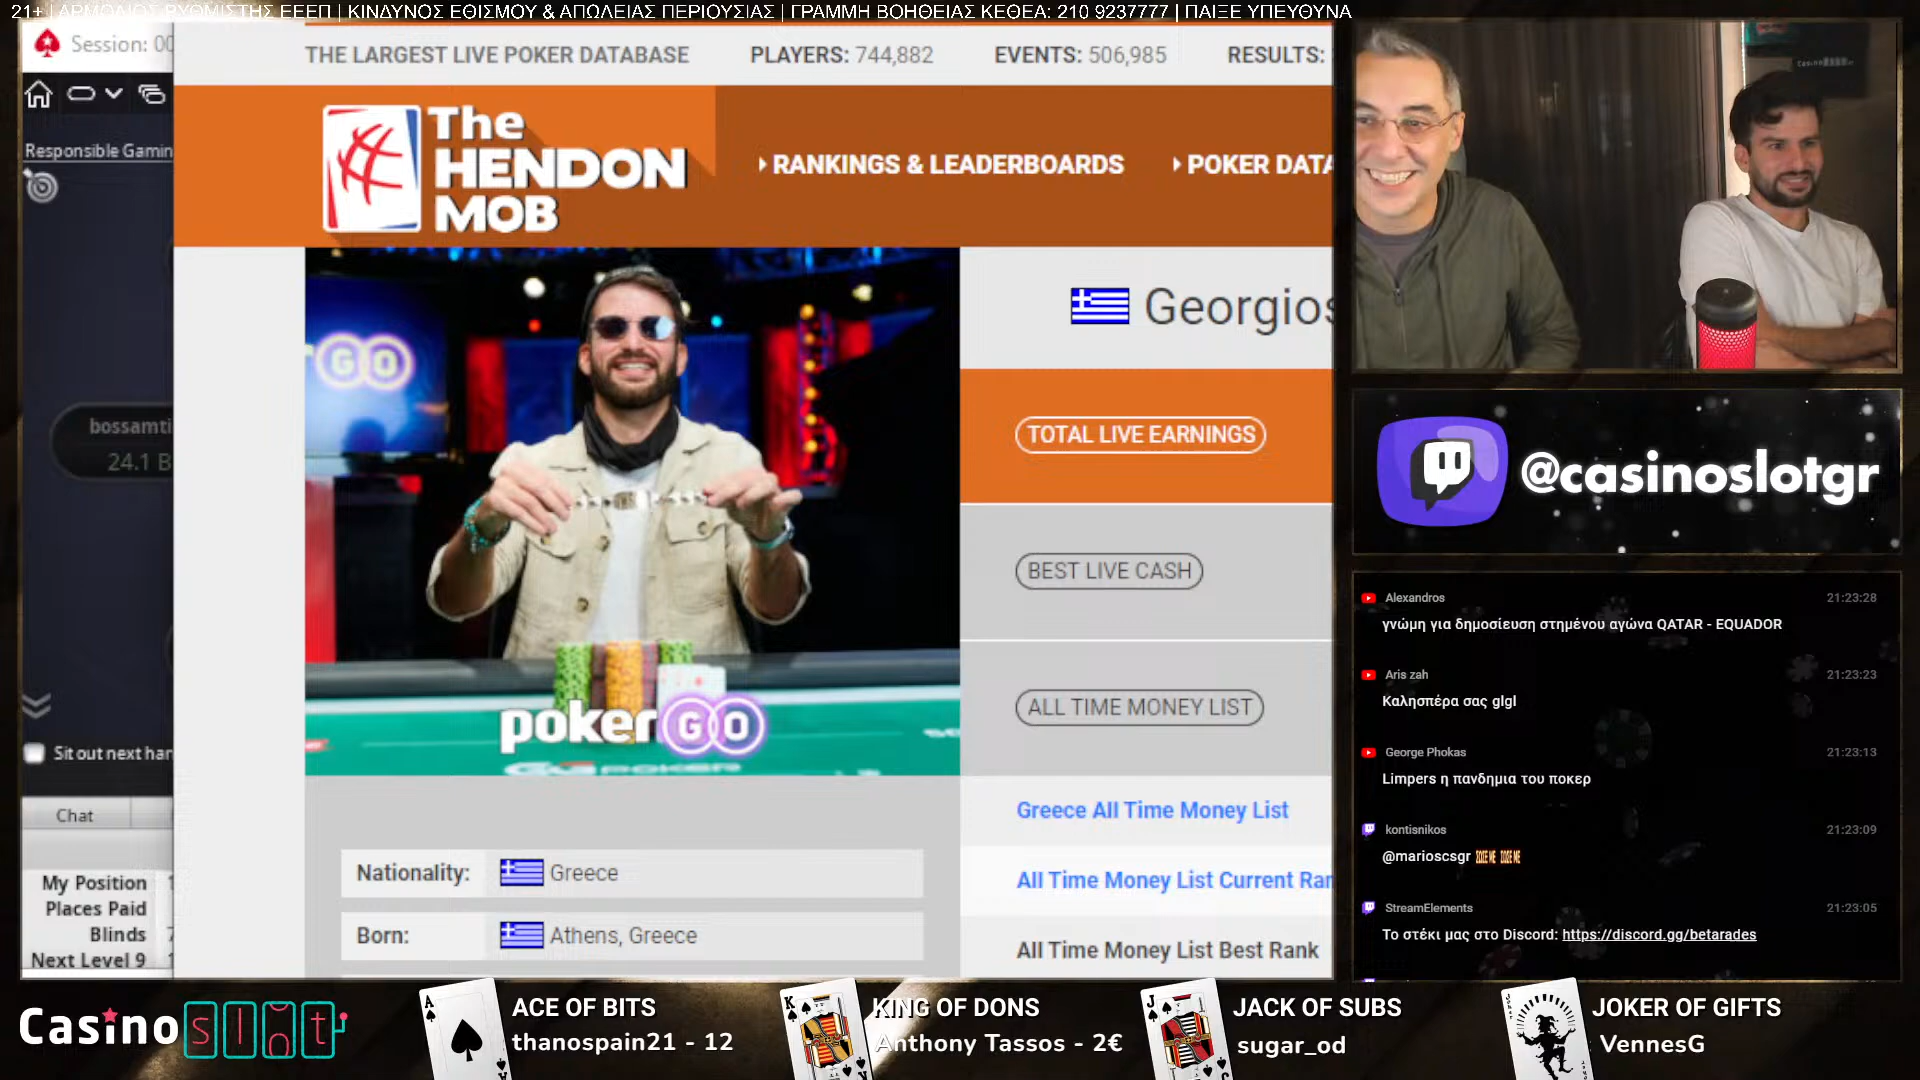 21+ | ΑΡΜΟΔΙΟΣ ΡΥΘΜΙΣΤΗΣ ΕΕΕΠ | ΚΙΝΔΥΝΟΣ ΕΘΙΣΜΟΥ & ΑΠΩΛΕΙΑΣ ΠΕΡΙΟΥΣΙΑΣ | ΓΡΑΜΜΗ ΒΟΗΘΕΙΑΣ ΚΕΘΕΑ: 210 9237777 | ΠΑΙΞΕ ΥΠΕΥΘΥΝΑ
Session: 00
Responsible Gamin
bossamti
24.1 B
Sit out next han
Chat
My Position
Places Paid
Blinds
Next Level 9
THE LARGEST LIVE POKER DATABASE
PLAYERS: 744,882
EVENTS: 506,985
RESULTS:
The
HENDON
MOB
RANKINGS & LEADERBOARDS
POKER DATA
GO
poker GO
Georgios
TOTAL LIVE EARNINGS
BEST LIVE CASH
ALL TIME MONEY LIST
Greece All Time Money List
All Time Money List Current Ran
All Time Money List Best Rank
Nationality: Greece
Born: Athens, Greece
@casinoslotgr
Alexandros 21:23:28
γνώμη για δημοσίευση στημένου αγώνα QATAR - EQUADOR
Aris zah 21:23:23
Καλησπέρα σας glgl
George Phokas 21:23:13
Limpers η πανδημια του ποκερ
kontisnikos 21:23:09
@marioscsgr
StreamElements 21:23:05
Το στέκι μας στο Discord: https://discord.gg/betarades
Casino slot
A
ACE OF BITS
thanospain21 - 12
K
KING OF DONS
Anthony Tassos - 2€
J
JACK OF SUBS
sugar_od
JOKER OF GIFTS
VennesG